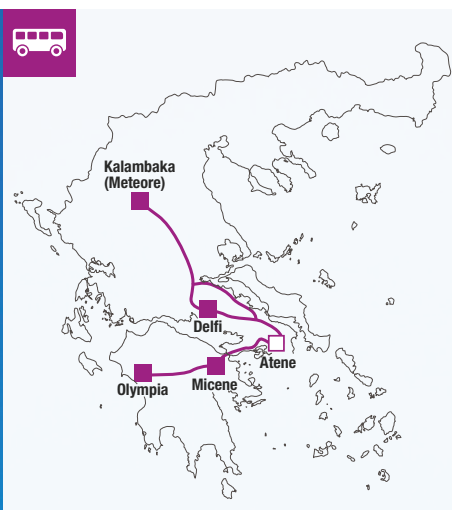 Kalambaka
(Meteore)
Delfi
Atene
Micene
Olympia